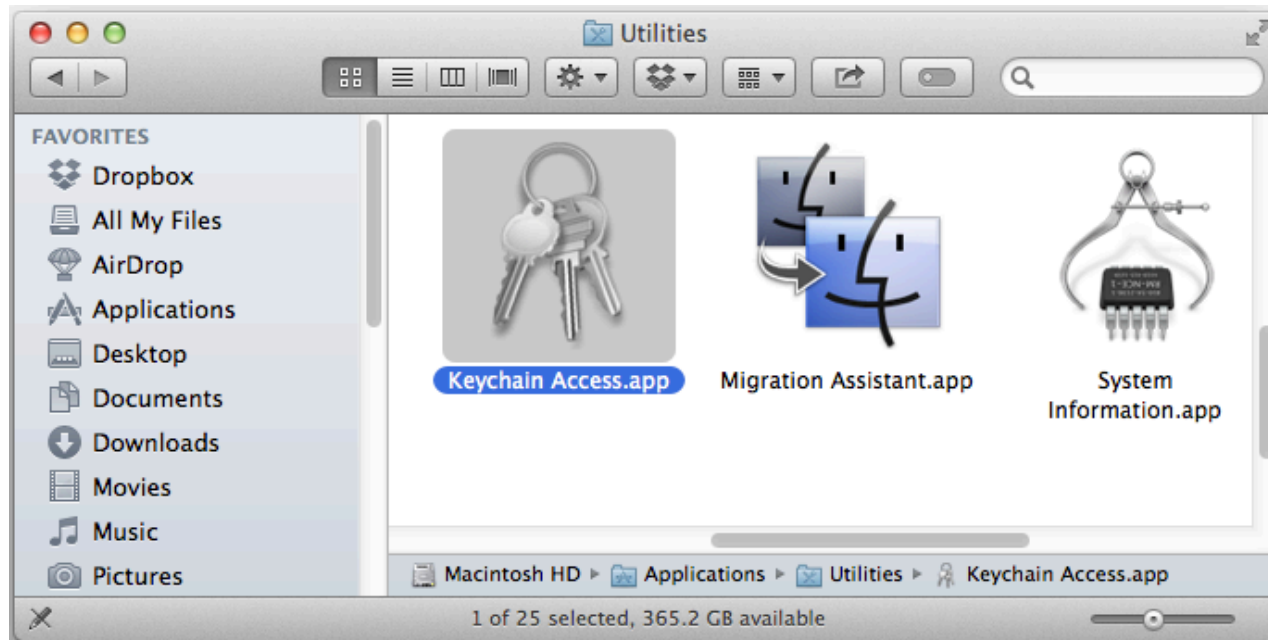 Utilities
FAVORITES
Dropbox
All My Files
AirDrop
Applications
Desktop
Documents
Downloads
Movies
Music
Pictures
Keychain Access.app
Migration Assistant.app
System
Information.app
Macintosh HD ▸ Applications ▸ Utilities ▸ Keychain Access.app
1 of 25 selected, 365.2 GB available